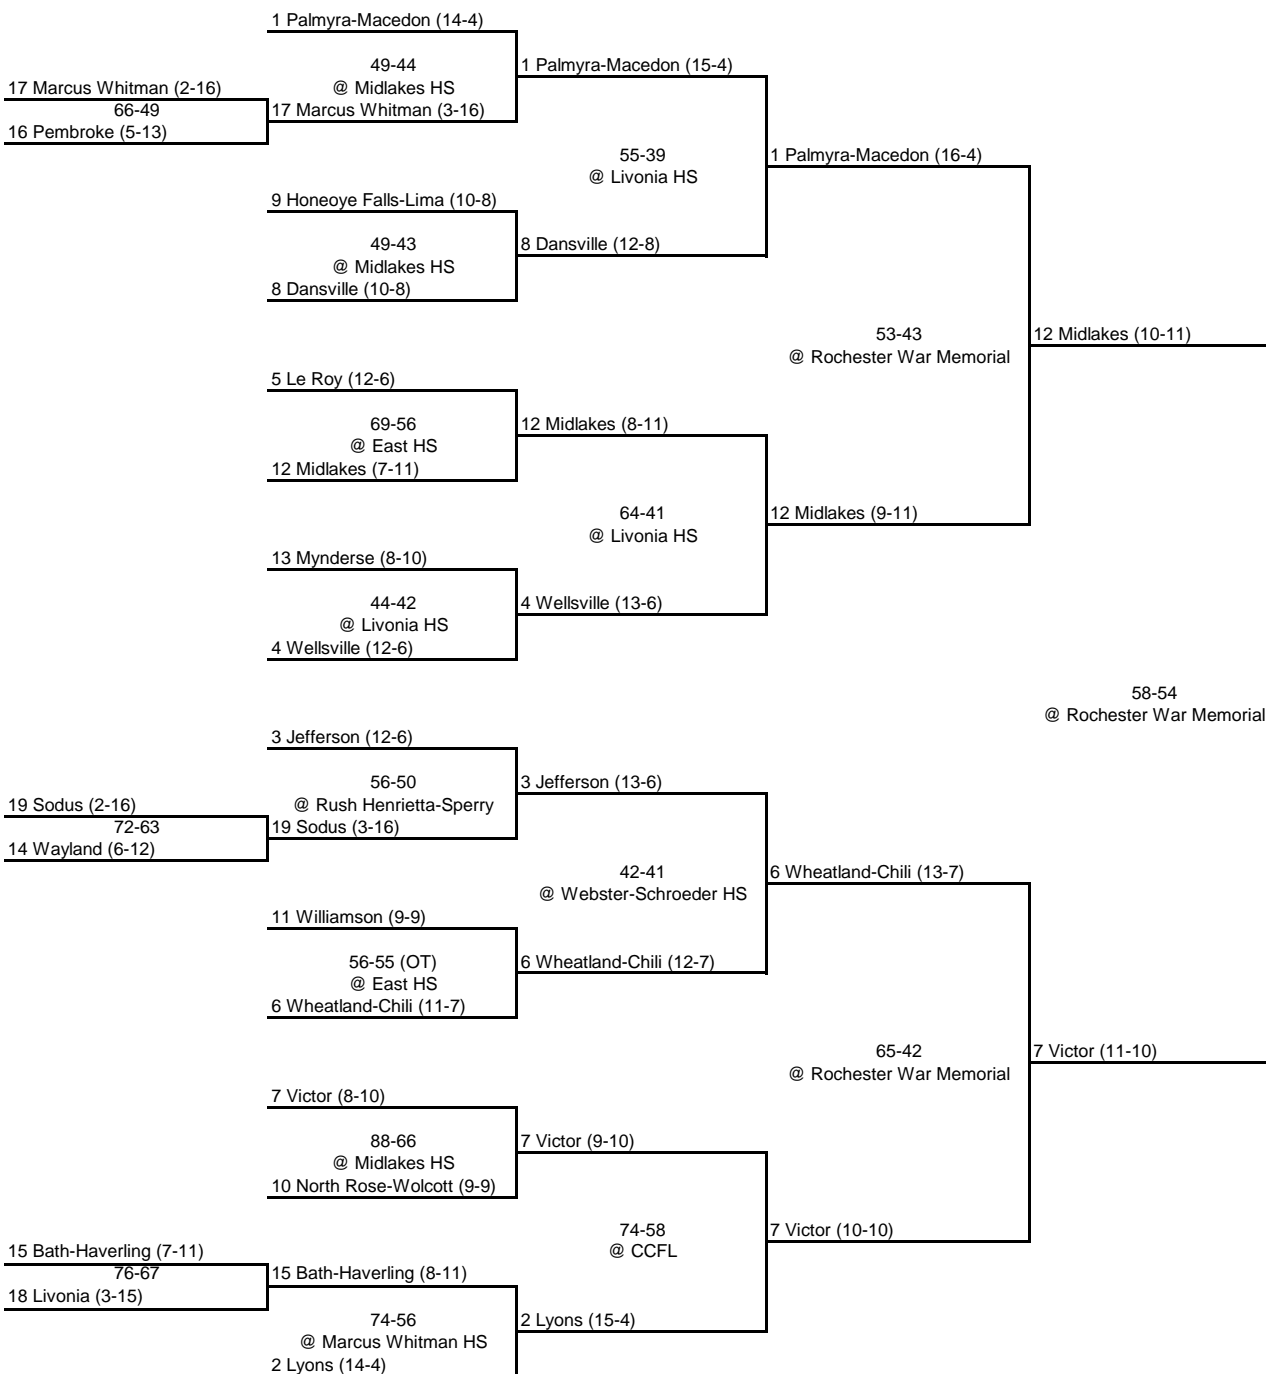 1 Palmyra-Macedon (14-4)
49-44
@ Midlakes HS
1 Palmyra-Macedon (15-4)
17 Marcus Whitman (2-16)
66-49
16 Pembroke (5-13)
17 Marcus Whitman (3-16)
55-39
@ Livonia HS
1 Palmyra-Macedon (16-4)
9 Honeoye Falls-Lima (10-8)
49-43
@ Midlakes HS
8 Dansville (12-8)
8 Dansville (10-8)
53-43
@ Rochester War Memorial
12 Midlakes (10-11)
5 Le Roy (12-6)
69-56
@ East HS
12 Midlakes (8-11)
12 Midlakes (7-11)
64-41
@ Livonia HS
12 Midlakes (9-11)
13 Mynderse (8-10)
44-42
@ Livonia HS
4 Wellsville (13-6)
4 Wellsville (12-6)
58-54
@ Rochester War Memorial
3 Jefferson (12-6)
56-50
@ Rush Henrietta-Sperry
3 Jefferson (13-6)
19 Sodus (2-16)
72-63
14 Wayland (6-12)
19 Sodus (3-16)
42-41
@ Webster-Schroeder HS
6 Wheatland-Chili (13-7)
11 Williamson (9-9)
56-55 (OT)
@ East HS
6 Wheatland-Chili (12-7)
6 Wheatland-Chili (11-7)
65-42
@ Rochester War Memorial
7 Victor (11-10)
7 Victor (8-10)
88-66
@ Midlakes HS
7 Victor (9-10)
10 North Rose-Wolcott (9-9)
74-58
@ CCFL
7 Victor (10-10)
15 Bath-Haverling (7-11)
76-67
18 Livonia (3-15)
15 Bath-Haverling (8-11)
74-56
@ Marcus Whitman HS
2 Lyons (15-4)
2 Lyons (14-4)